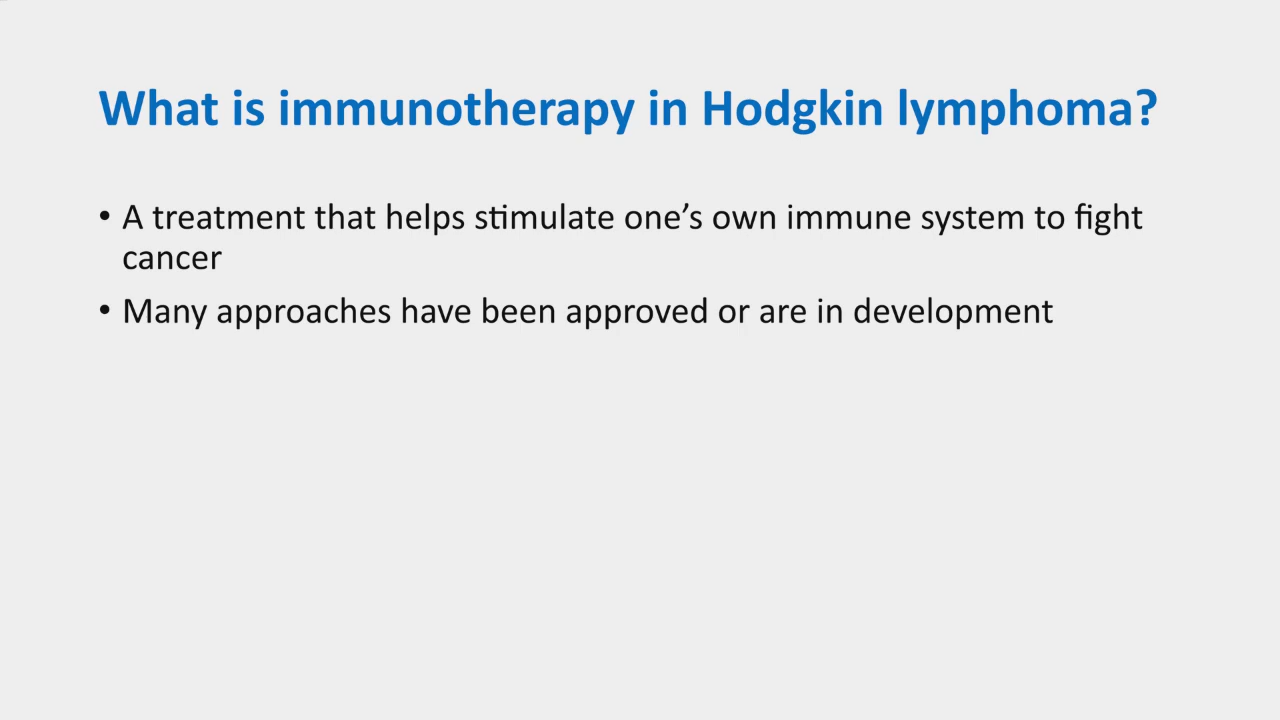 What is immunotherapy in Hodgkin lymphoma?
• A treatment that helps stimulate one’s own immune system to fight
cancer
• Many approaches have been approved or are in development